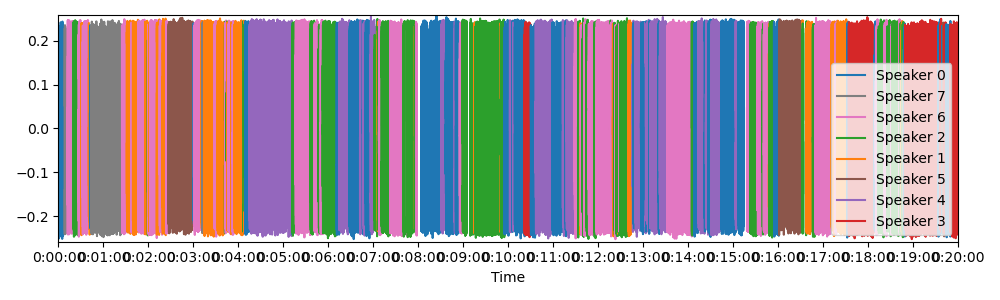 0.2
0.1
0.0
−0.1
−0.2
Speaker 0
Speaker 7
Speaker 6
Speaker 2
Speaker 1
Speaker 5
Speaker 4
Speaker 3
0:00:00 0:01:00 0:02:00 0:03:00 0:04:00 0:05:00 0:06:00 0:07:00 0:08:00 0:09:00 0:10:00 0:11:00 0:12:00 0:13:00 0:14:00 0:15:00 0:16:00 0:17:00 0:18:00 0:19:00 0:20:00
Time